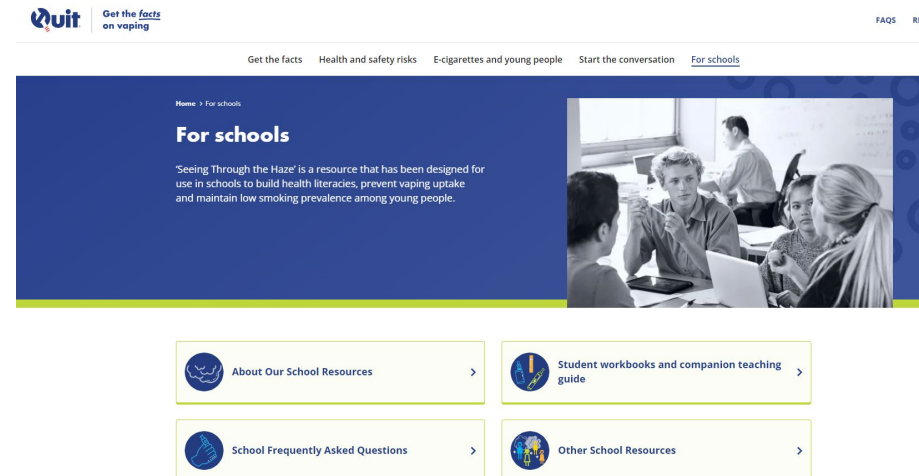 Quit
Get the facts
on vaping
FAQS
Get the facts
Health and safety risks
E-cigarettes and young people
Start the conversation
For schools
Home > For schools
For schools
‘Seeing Through the Haze’ is a resource that has been designed for
use in schools to build health literacies, prevent vaping uptake
and maintain low smoking prevalence among young people.
About Our School Resources
Student workbooks and companion teaching
guide
School Frequently Asked Questions
Other School Resources